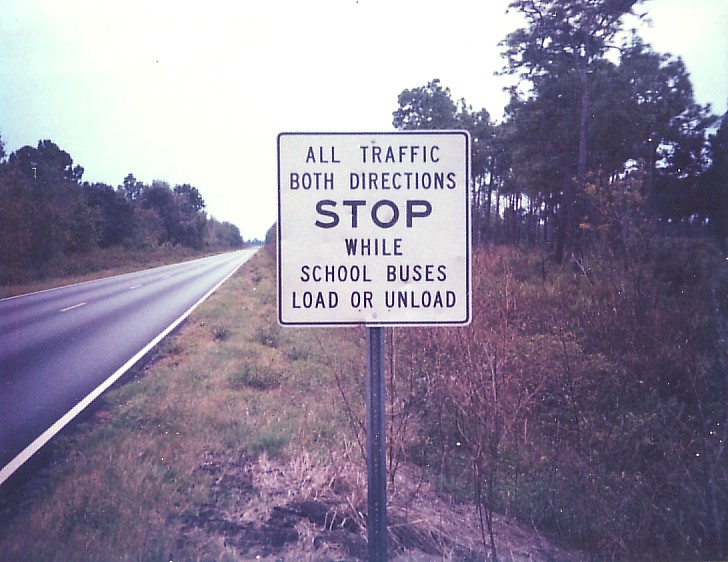 ALL TRAFFIC
BOTH DIRECTIONS
STOP
WHILE
SCHOOL BUSES
LOAD OR UNLOAD